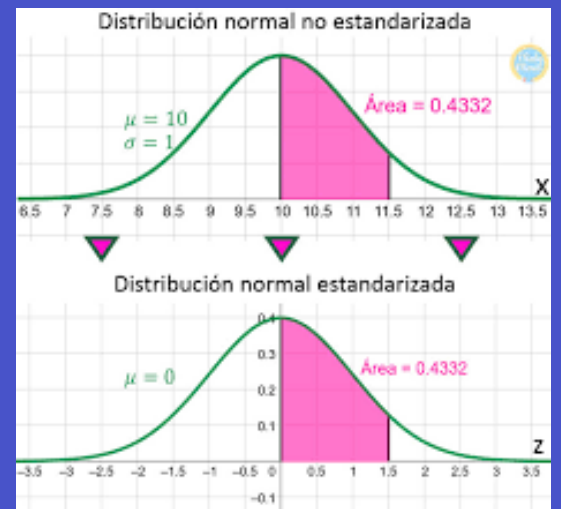 Distribución normal no estandarizada
μ = 10
σ = 1
Área = 0.4332
X
6.5 7 7.5 8 8.5 9 9.5 10 10.5 11 11.5 12 12.5 13 13.5
Distribución normal estandarizada
0.4
0.3
μ = 0
Área = 0.4332
0.2
0.1
Z
-3.5 -3 -2.5 -2 -1.5 -1 -0.5 0 0.5 1 1.5 2 2.5 3 3.5
-0.1